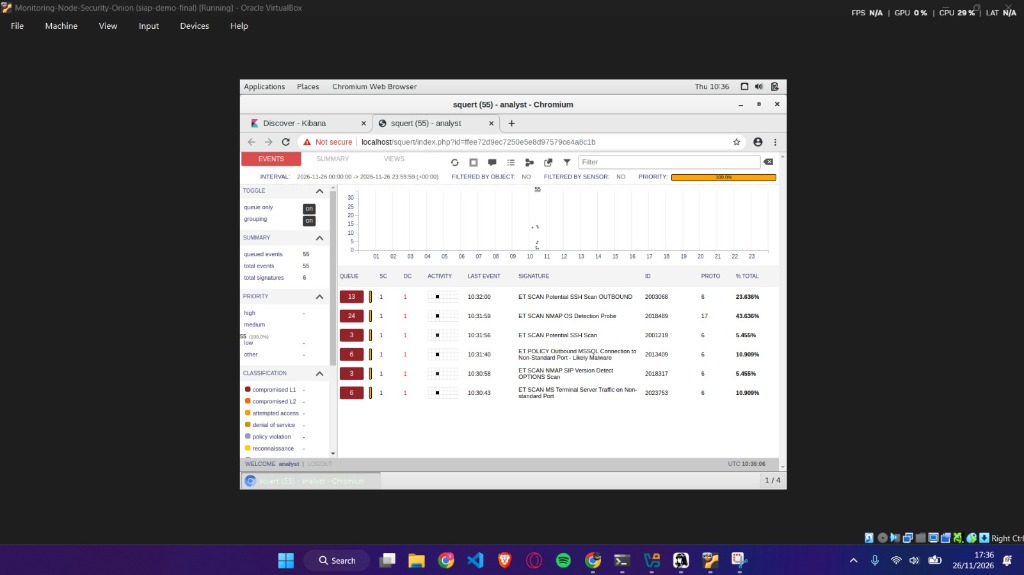 Monitoring-Node-Security-Onion (siap-demo-final) [Running] - Oracle VirtualBox
FPS N/A | GPU 0 % | CPU 29 % | LAT N/A
File Machine View Input Devices Help
Applications Places Chromium Web Browser Thu 10:36
squert (55) - analyst - Chromium
Discover - Kibana squert (55) - analyst
Not secure localhost/squert/index.php?id=ffee72d9ec7250e5e8d97579ce4a8c1b
EVENTS SUMMARY VIEWS Filter
INTERVAL: 2026-11-26 00:00:00 -> 2026-11-26 23:59:59 (+00:00) FILTERED BY OBJECT: NO FILTERED BY SENSOR: NO PRIORITY: 100.0%
TOGGLE
queue only on
grouping on
SUMMARY
queued events 55
total events 55
total signatures 6
PRIORITY
high -
medium
55 (100.0%)
low -
other -
CLASSIFICATION
compromised L1 -
compromised L2 -
attempted access -
denial of service -
policy violation -
reconnaissance -
55
30
25
20
15
10
5
0
01 02 03 04 05 06 07 08 09 10 11 12 13 14 15 16 17 18 19 20 21 22 23
QUEUE SC DC ACTIVITY LAST EVENT SIGNATURE ID PROTO % TOTAL
13 1 1 10:32:00 ET SCAN Potential SSH Scan OUTBOUND 2003068 6 23.636%
24 1 1 10:31:59 ET SCAN NMAP OS Detection Probe 2018489 17 43.636%
3 1 1 10:31:56 ET SCAN Potential SSH Scan 2001219 6 5.455%
6 1 1 10:31:40 ET POLICY Outbound MSSQL Connection to Non-Standard Port - Likely Malware 2013409 6 10.909%
3 1 1 10:30:58 ET SCAN NMAP SIP Version Detect OPTIONS Scan 2018317 6 5.455%
6 1 1 10:30:43 ET SCAN MS Terminal Server Traffic on Non-standard Port 2023753 6 10.909%
WELCOME analyst | LOGOUT UTC 10:36:06
squert (55) - analyst - Chromium 1 / 4
Right Ctrl
Search
17:36
26/11/2026